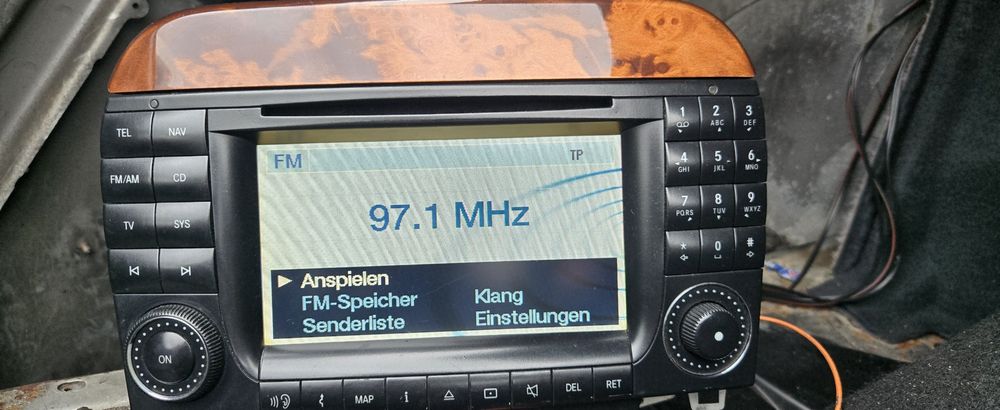 TEL NAV
FM/AM CD
TV SYS
ON
FM TP
97.1 MHz
Anspielen
FM-Speicher Klang
Senderliste Einstellungen
MAP i DEL RET
1 2 ABC 3 DEF
4 GHI 5 JKL 6 MNO
7 PQRS 8 TUV 9 WXYZ
* 0 #